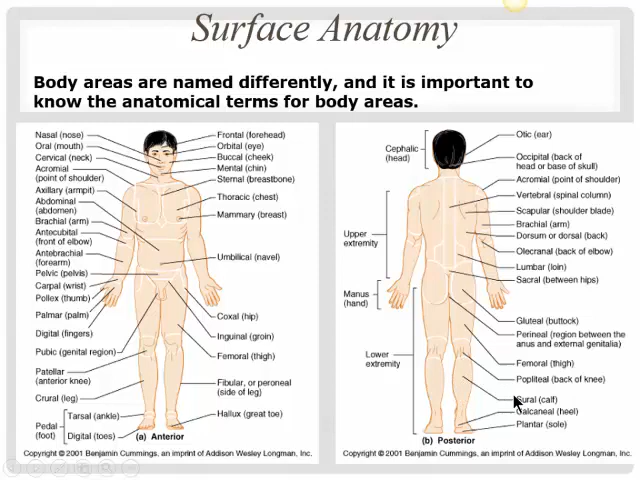 Surface Anatomy
Body areas are named differently, and it is important to
know the anatomical terms for body areas.
Nasal (nose)
Oral (mouth)
Cervical (neck)
Acromial
(point of shoulder)
Axillary (armpit)
Abdominal
(abdomen)
Brachial (arm)
Antecubital
(front of elbow)
Antebrachial
(forearm)
Pelvic (pelvis)
Carpal (wrist)
Pollex (thumb)
Palmar (palm)
Digital (fingers)
Pubic (genital region)
Patellar
(anterior knee)
Crural (leg)
Pedal
(foot)
Tarsal (ankle)
Digital (toes)
Frontal (forehead)
Orbital (eye)
Buccal (cheek)
Mental (chin)
Sternal (breastbone)
Thoracic (chest)
Mammary (breast)
Umbilical (navel)
Coxal (hip)
Inguinal (groin)
Femoral (thigh)
Fibular, or peroneal
(side of leg)
Hallux (great toe)
(a) Anterior
Copyright © 2001 Benjamin Cummings, an imprint of Addison Wesley Longman, Inc.
Cephalic
(head)
Upper
extremity
Manus
(hand)
Lower
extremity
Otic (ear)
Occipital (back of
head or base of skull)
Acromial (point of shoulder)
Vertebral (spinal column)
Scapular (shoulder blade)
Brachial (arm)
Dorsum or dorsal (back)
Olecranal (back of elbow)
Lumbar (loin)
Sacral (between hips)
Gluteal (buttock)
Perineal (region between the
anus and external genitalia)
Femoral (thigh)
Popliteal (back of knee)
Sural (calf)
Calcaneal (heel)
Plantar (sole)
(b) Posterior
Copyright © 2001 Benjamin Cummings, an imprint of Addison Wesley Longman, Inc.